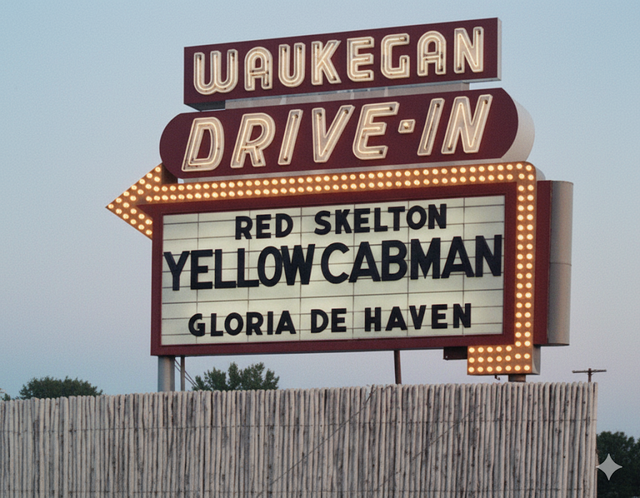 WAUKEGAN
DRIVE-IN
RED SKELTON
YELLOW CABMAN
GLORIA DE HAVEN